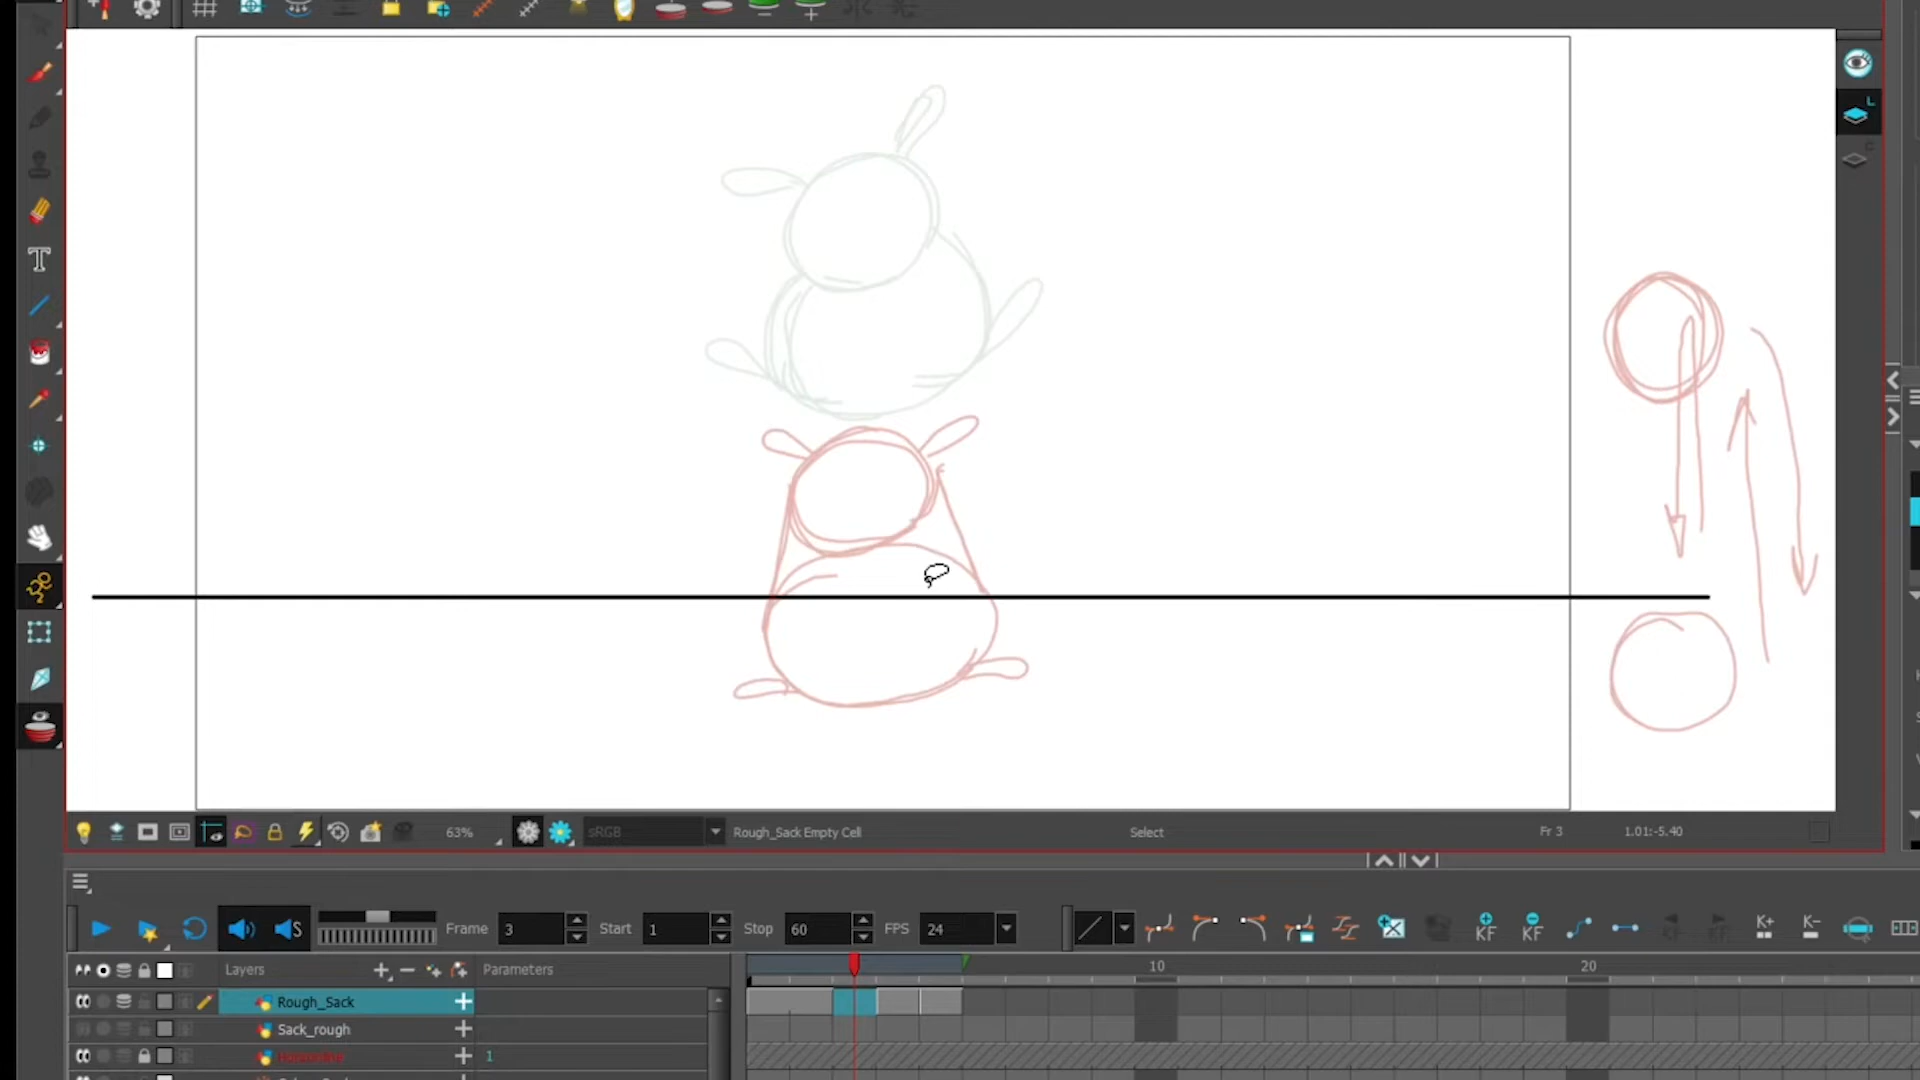 63%
sRGB
Rough_Sack Empty Cell
Select
Fr 3
1.01:-5.40
S
Frame 3
Start 1
Stop 60
FPS 24
KF
KF
K+
K-
Layers
Parameters
10
20
Rough_Sack
Sack_rough
1